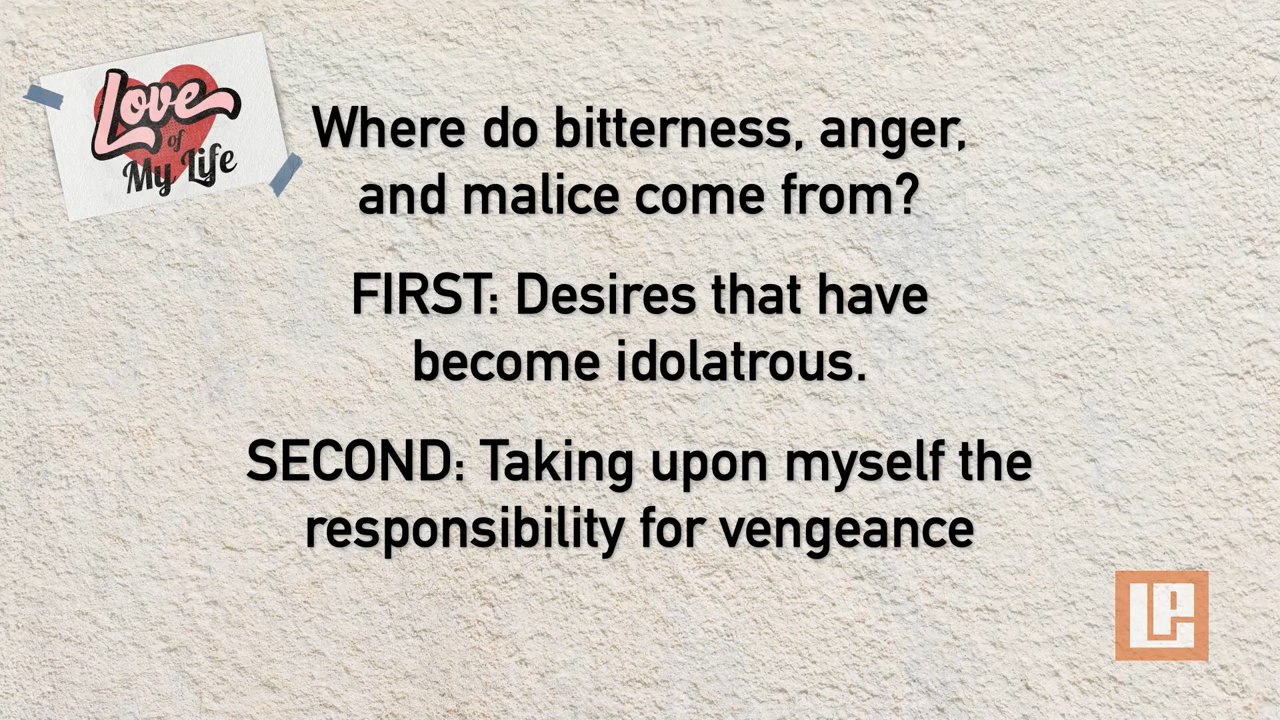 Love
of
My Life
Where do bitterness, anger,
and malice come from?
FIRST: Desires that have
become idolatrous.
SECOND: Taking upon myself the
responsibility for vengeance
LP